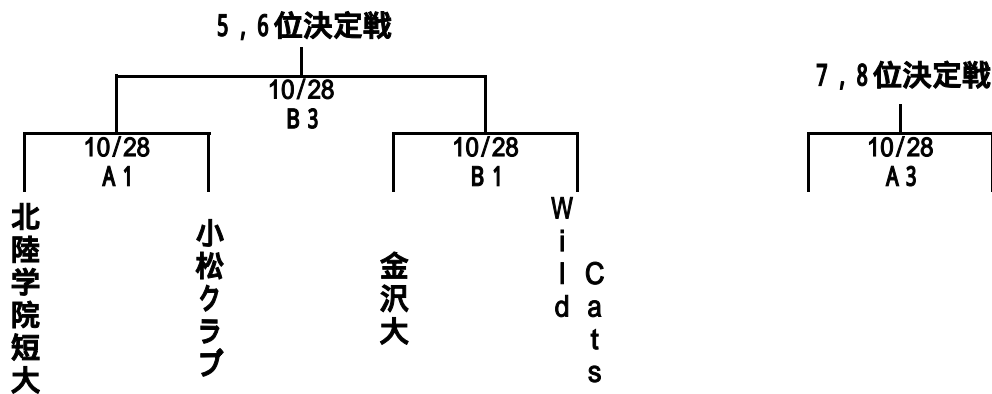 5，6位決定戦
10/28
B3
10/28
A1
10/28
B1
北陸学院短大
小松クラブ
金沢大
Wild
Cats
7，8位決定戦
10/28
A3